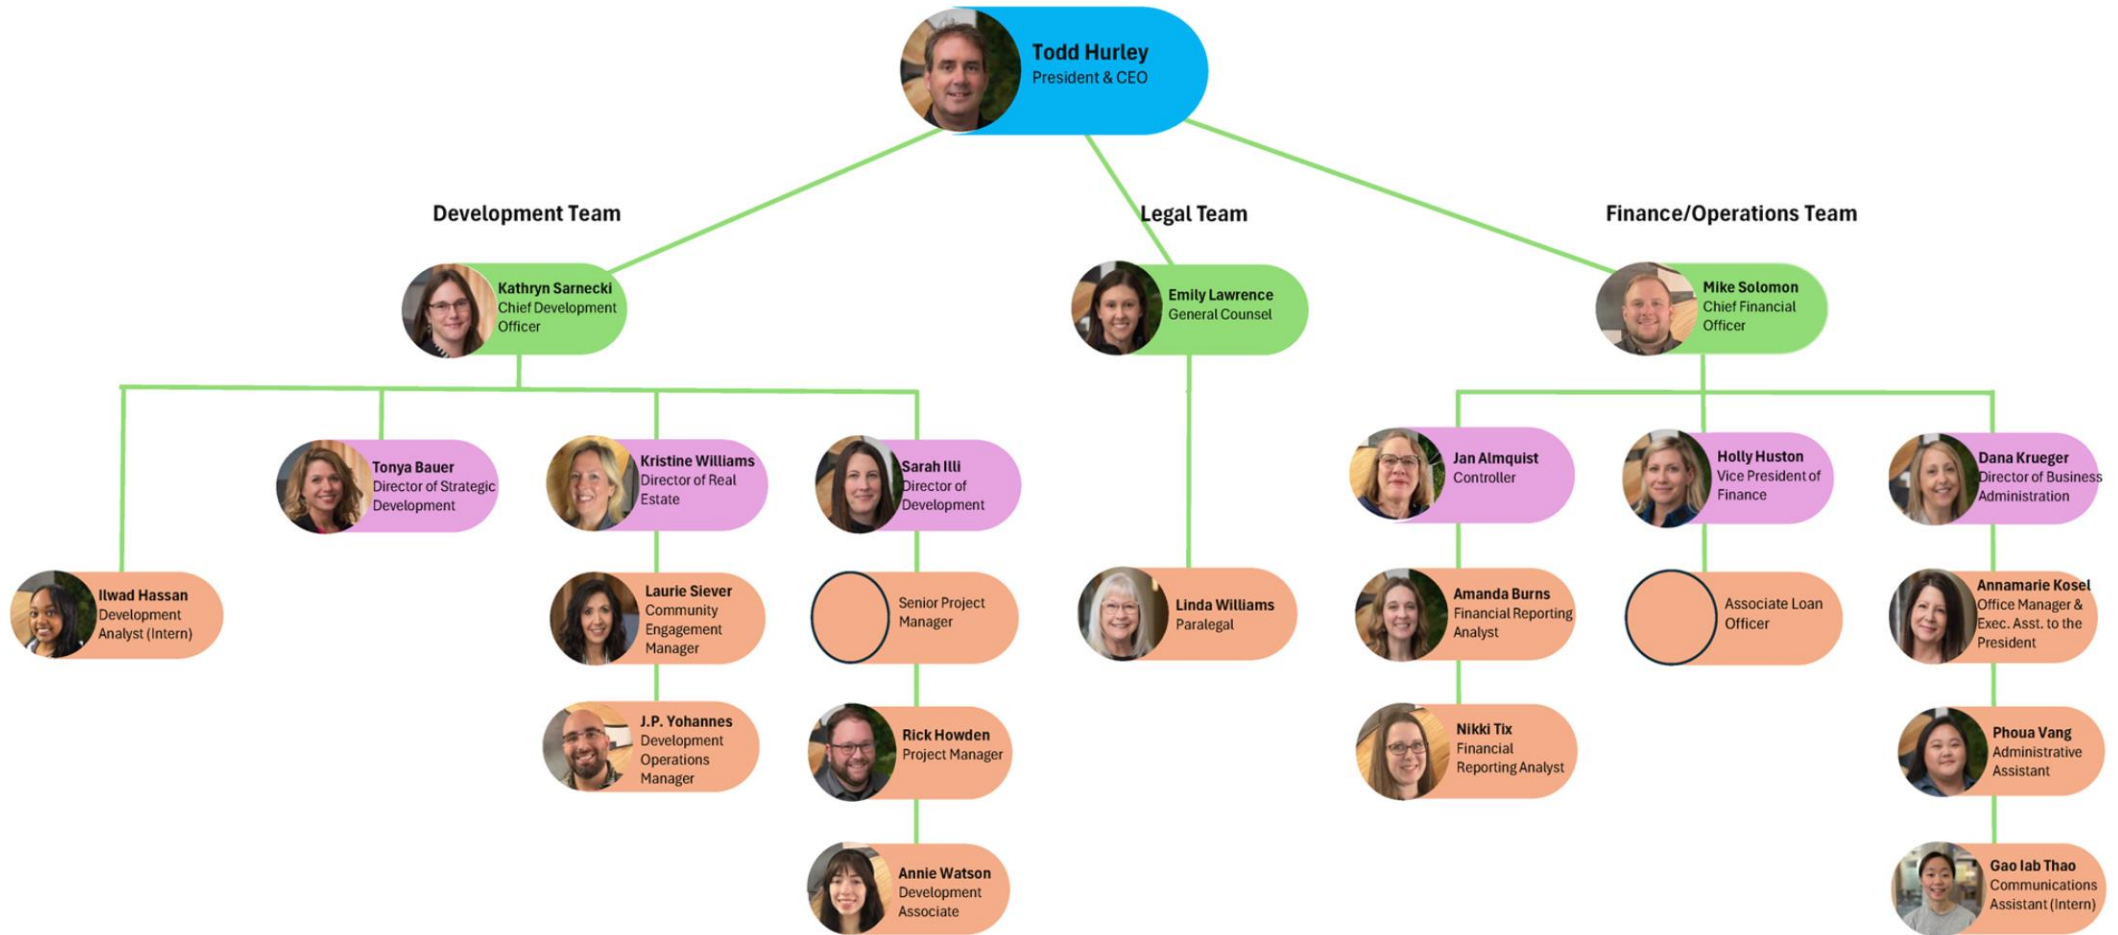 Todd Hurley
President & CEO
Development Team
Legal Team
Finance/Operations Team
Kathryn Sarnecki
Chief Development
Officer
Emily Lawrence
General Counsel
Mike Solomon
Chief Financial
Officer
Tonya Bauer
Director of Strategic
Development
Kristine Williams
Director of Real
Estate
Sarah Illi
Director of
Development
Jan Almquist
Controller
Holly Huston
Vice President of
Finance
Dana Krueger
Director of Business
Administration
Ilwad Hassan
Development
Analyst (Intern)
Laurie Siever
Community
Engagement
Manager
Senior Project
Manager
Linda Williams
Paralegal
Amanda Burns
Financial Reporting
Analyst
Associate Loan
Officer
Annamarie Kosel
Office Manager &
Exec. Asst. to the
President
J.P. Yohannes
Development
Operations
Manager
Rick Howden
Project Manager
Nikki Tix
Financial
Reporting Analyst
Phoua Vang
Administrative
Assistant
Annie Watson
Development
Associate
Gao Iab Thao
Communications
Assistant (Intern)